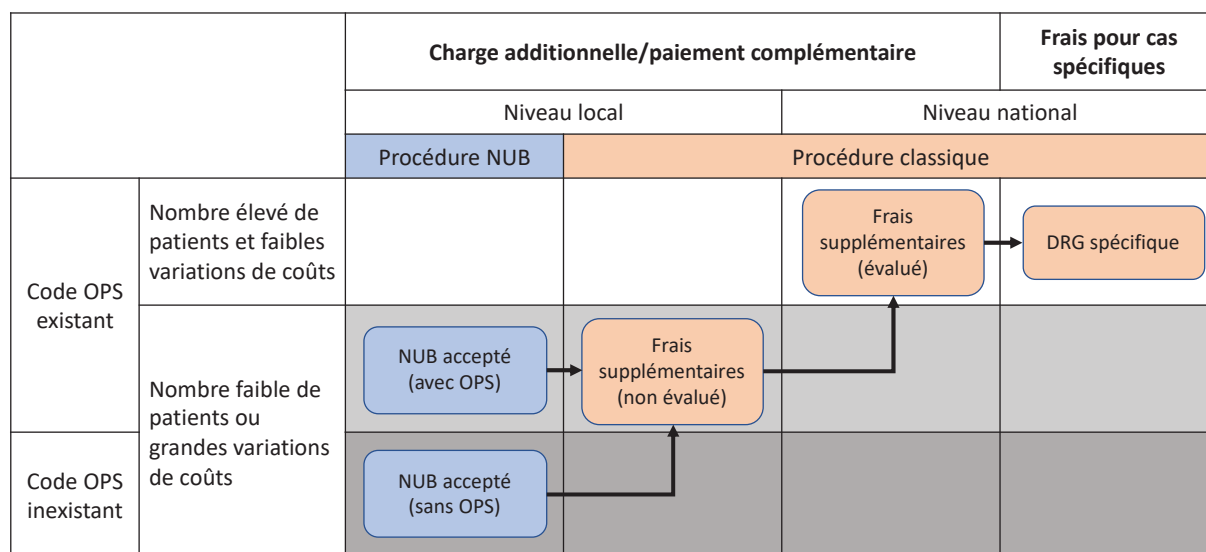 Charge additionnelle/paiement complémentaire
Frais pour cas
spécifiques
Niveau local
Niveau national
Procédure NUB
Procédure classique
Code OPS
existant
Nombre élevé de
patients et faibles
variations de coûts
Frais
supplémentaires
(évalué)
DRG spécifique
Nombre faible de
patients ou
grandes variations
de coûts
NUB accepté
(avec OPS)
Frais
supplémentaires
(non évalué)
Code OPS
inexistant
NUB accepté
(sans OPS)